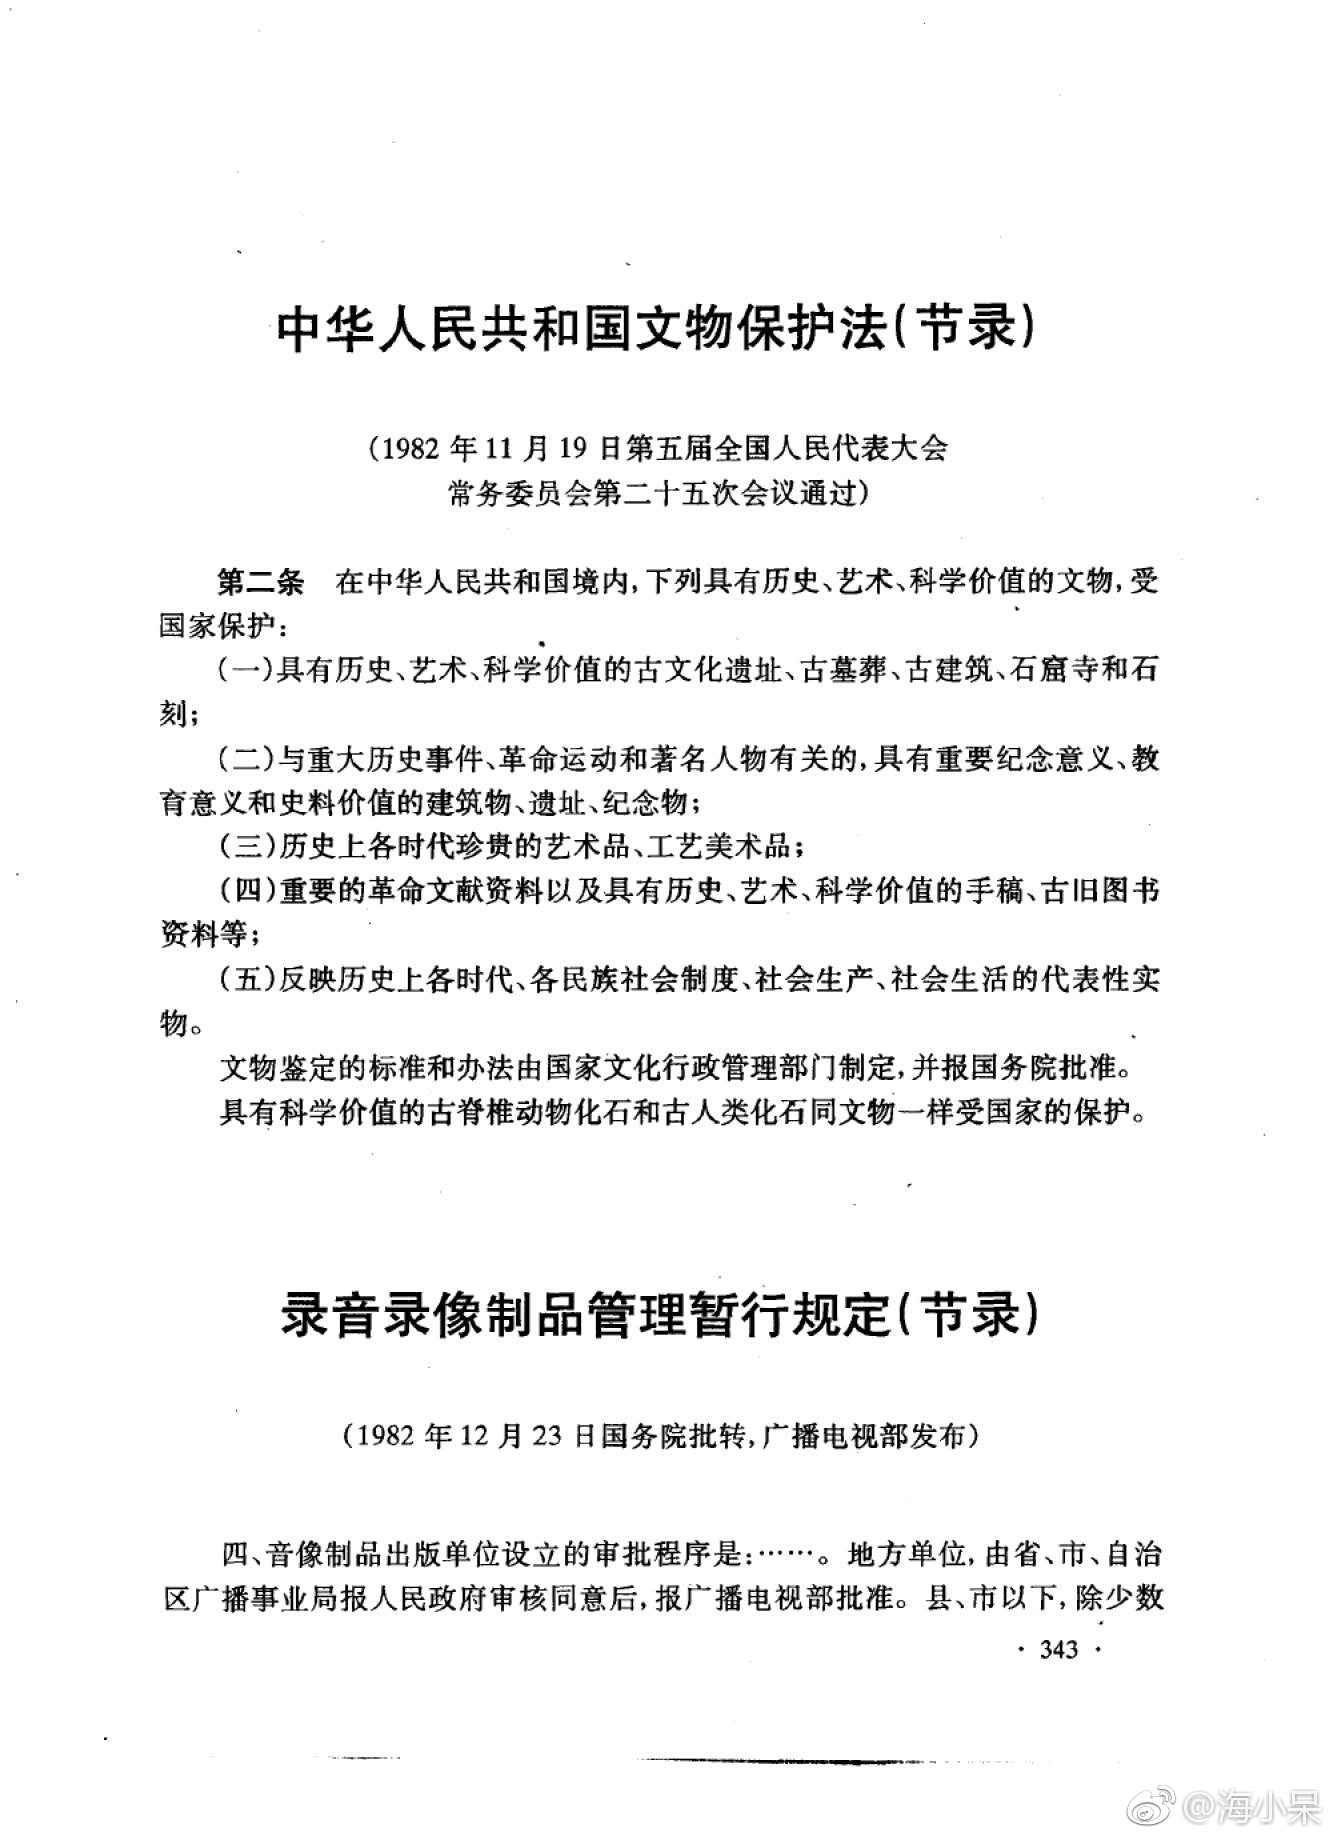 中华人民共和国文物保护法(节录)
(1982 年 11 月 19 日第五届全国人民代表大会
常务委员会第二十五次会议通过)
第二条 在中华人民共和国境内,下列具有历史、艺术、科学价值的文物,受
国家保护:
(一)具有历史、艺术、科学价值的古文化遗址、古墓葬、古建筑、石窟寺和石
刻;
(二)与重大历史事件、革命运动和著名人物有关的,具有重要纪念意义、教
育意义和史料价值的建筑物、遗址、纪念物;
(三)历史上各时代珍贵的艺术品、工艺美术品;
(四)重要的革命文献资料以及具有历史、艺术、科学价值的手稿、古旧图书
资料等;
(五)反映历史上各时代、各民族社会制度、社会生产、社会生活的代表性实
物。
文物鉴定的标准和办法由国家文化行政管理部门制定,并报国务院批准。
具有科学价值的古脊椎动物化石和古人类化石同文物一样受国家的保护。
录音录像制品管理暂行规定(节录)
(1982 年 12 月 23 日国务院批转,广播电视部发布)
四、音像制品出版单位设立的审批程序是:……。地方单位,由省、市、自治
区广播事业局报人民政府审核同意后,报广播电视部批准。县、市以下,除少数
· 343 ·
@海小呆